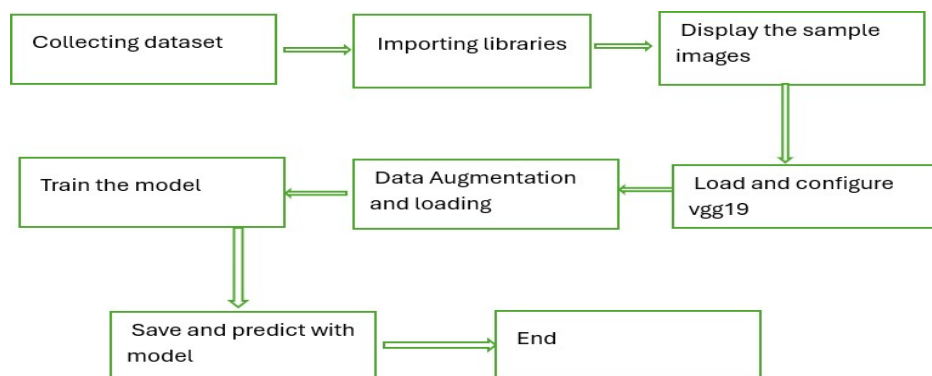 Collecting dataset
Importing libraries
Display the sample
images
Load and configure
vgg19
Data Augmentation
and loading
Train the model
Save and predict with
model
End